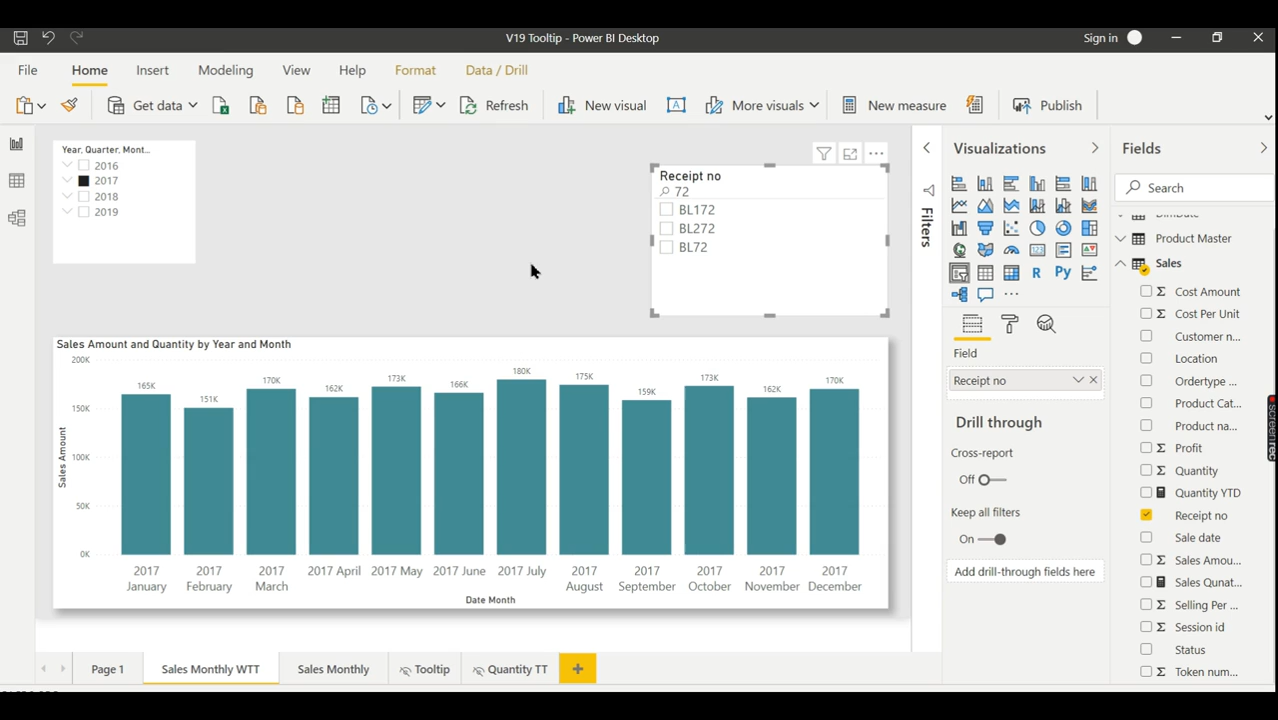 V19 Tooltip - Power BI Desktop
Sign in
File Home Insert Modeling View Help Format Data / Drill
Get data Refresh New visual More visuals New measure Publish
Year, Quarter, Mont...
2016
2017
2018
2019
Receipt no
72
BL172
BL272
BL72
Sales Amount and Quantity by Year and Month
200K
150K
100K
50K
0K
Sales Amount
165K 151K 170K 162K 173K 166K 180K 175K 159K 173K 162K 170K
2017 January
2017 February
2017 March
2017 April
2017 May
2017 June
2017 July
2017 August
2017 September
2017 October
2017 November
2017 December
Date Month
Page 1 Sales Monthly WTT Sales Monthly Tooltip Quantity TT
Filters
Visualizations
R Py
Field
Receipt no
Drill through
Cross-report
Off
Keep all filters
On
Add drill-through fields here
Fields
Search
DimDate
Product Master
Sales
Cost Amount
Cost Per Unit
Customer n...
Location
Ordertype ...
Product Cat...
Product na...
Profit
Quantity
Quantity YTD
Receipt no
Sale date
Sales Amou...
Sales Qunat...
Selling Per ...
Session id
Status
Token num...
screenrec